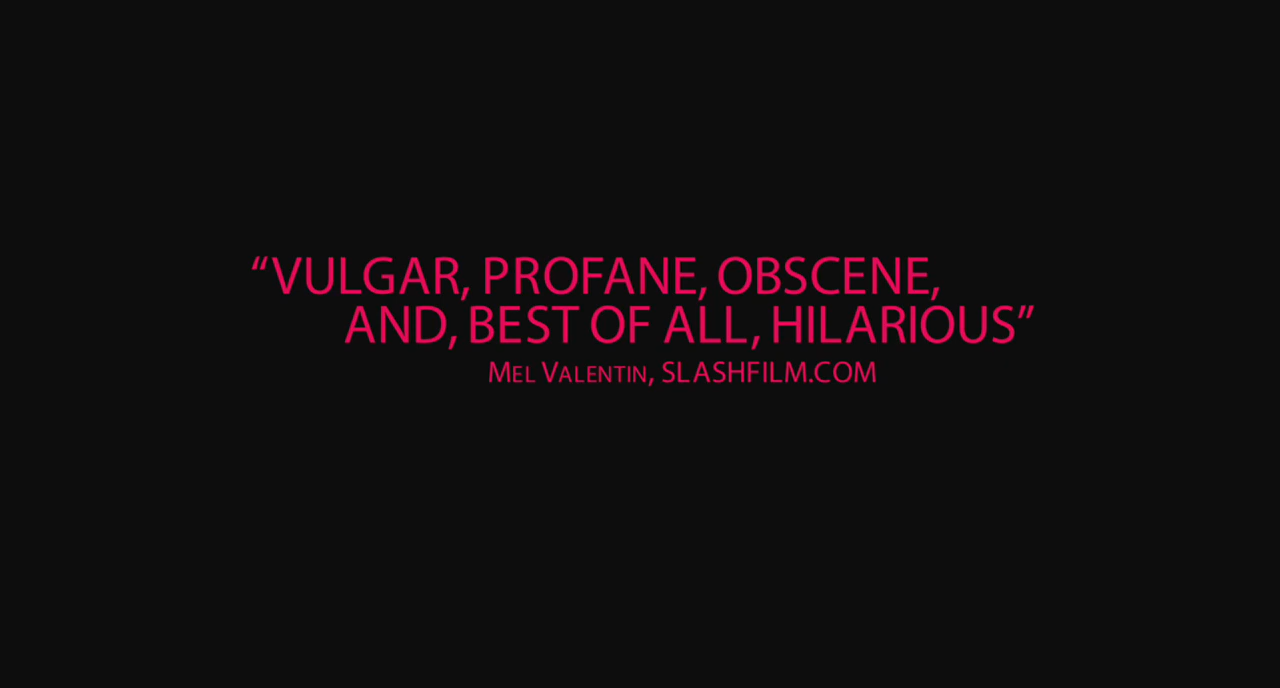 “VULGAR, PROFANE, OBSCENE,
AND, BEST OF ALL, HILARIOUS”
MEL VALENTIN, SLASHFILM.COM